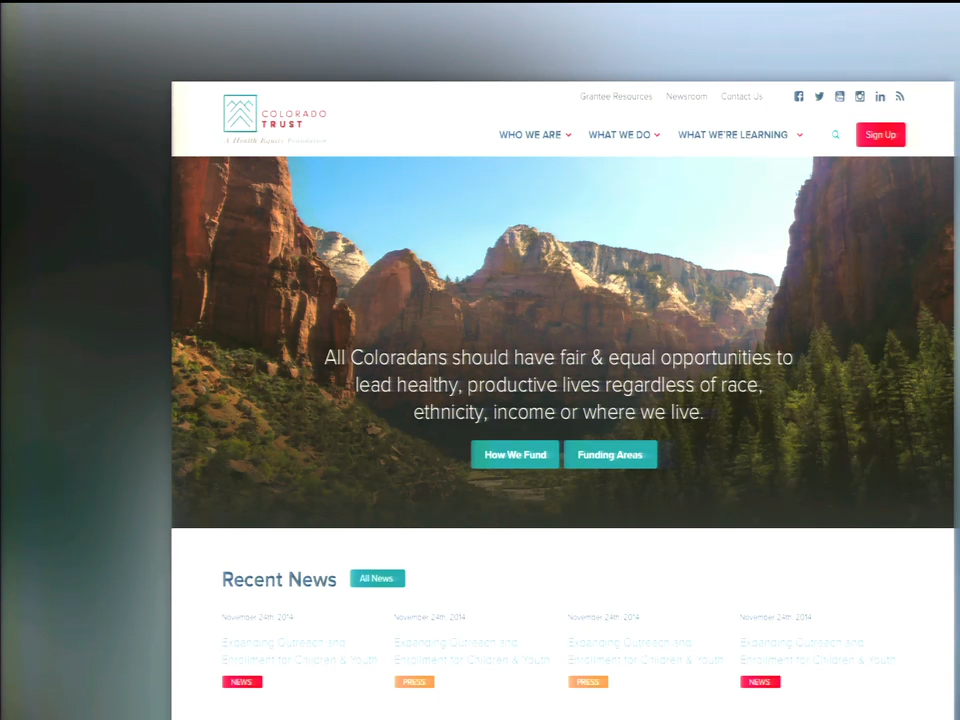 Grantee Resources Newsroom Contact Us
COLORADO
TRUST
A Health Equity Foundation
WHO WE ARE WHAT WE DO WHAT WE'RE LEARNING Sign Up
All Coloradans should have fair & equal opportunities to
lead healthy, productive lives regardless of race,
ethnicity, income or where we live.
How We Fund Funding Areas
Recent News All News
November 24th, 2014 November 24th, 2014 November 24th, 2014 November 24th, 2014
Expanding Outreach and Expanding Outreach and Expanding Outreach and Expanding Outreach and
Enrollment for Children & Youth Enrollment for Children & Youth Enrollment for Children & Youth Enrollment for Children & Youth
NEWS PRESS PRESS NEWS